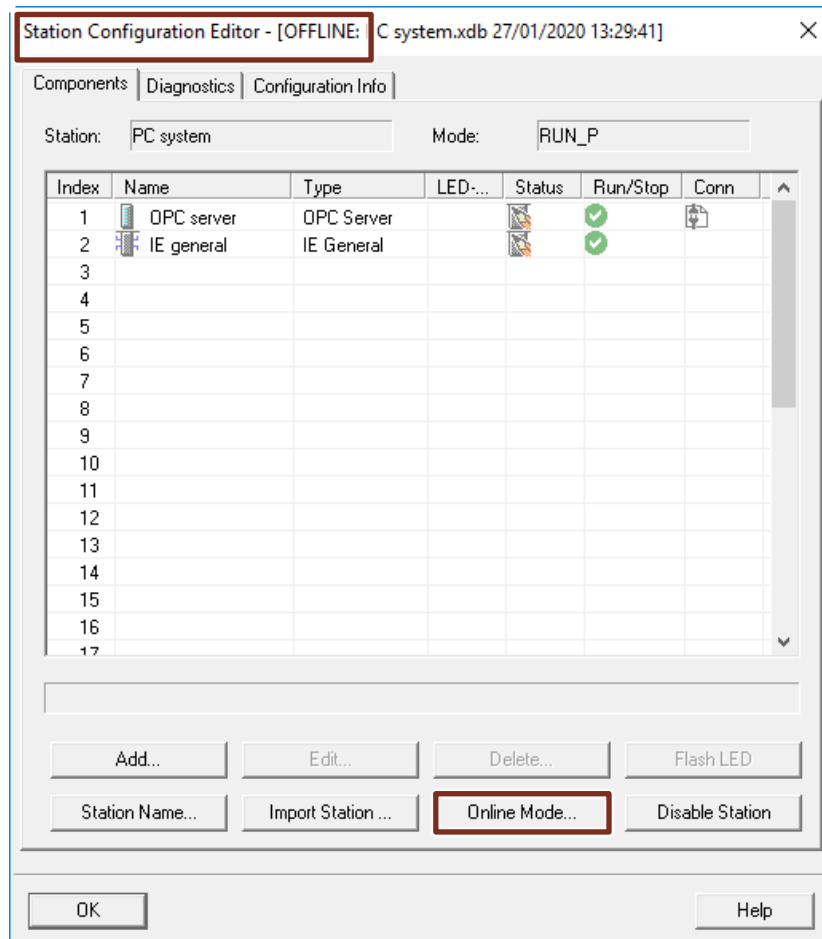 Station Configuration Editor - [OFFLINE: C system.xdb 27/01/2020 13:29:41]
Components Diagnostics Configuration Info
Station: PC system Mode: RUN_P
Index Name Type LED-... Status Run/Stop Conn
1 OPC server OPC Server
2 IE general IE General
3
4
5
6
7
8
9
10
11
12
13
14
15
16
17
Add... Edit... Delete... Flash LED
Station Name... Import Station ... Online Mode... Disable Station
OK Help